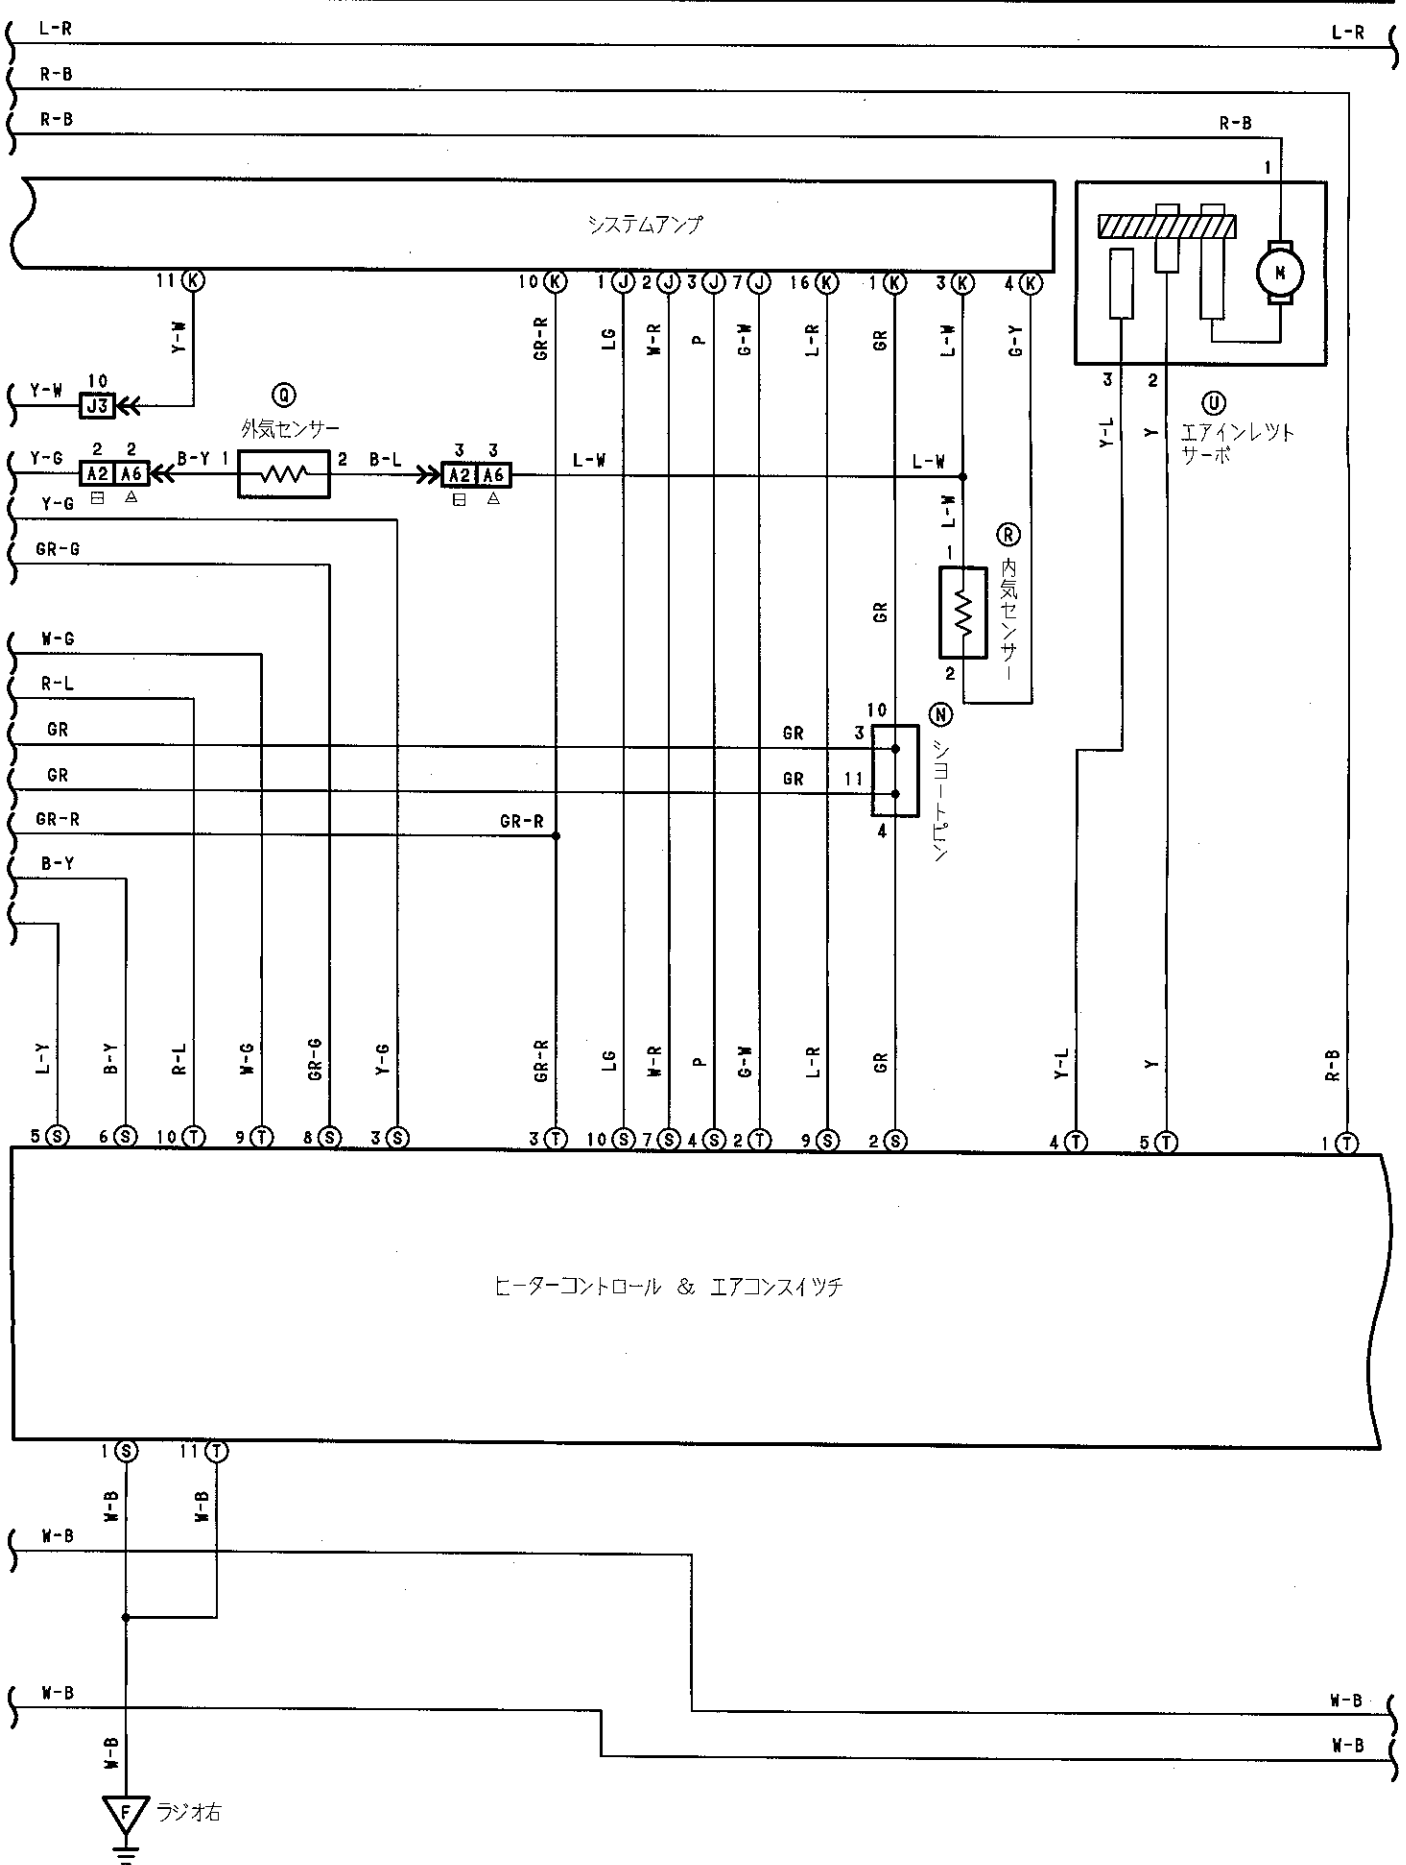 L-R L-R
R-B
R-B R-B
1
システムアンプ
M
11 K 10 K 1 J 2 J 3 J 7 J 16 K 1 K 3 K 4 K
Y-W GR-R LG W-R P G-W L-R GR L-W G-Y
3 2
Y-W 10 J3
Q
外気センサー
U
エアインレツト
サーボ
Y-L Y
Y-G 2 2 A2 A6 B-Y 1 2 B-L 3 3 A2 A6 L-W L-W
日 △ 日 △
Y-G
L-W
R
内気センサー
1
GR-G
GR
W-G
2
R-L
10 N
シヨートピン
GR GR 3
GR GR 11
GR-R GR-R
4
B-Y
L-Y B-Y R-L W-G GR-G Y-G GR-R LG W-R P G-W L-R GR Y-L Y R-B
5 S 6 S 10 T 9 T 8 S 3 S 3 T 10 S 7 S 4 S 2 T 9 S 2 S 4 T 5 T 1 T
ヒーターコントロール & エアコンスイツチ
1 S 11 T
W-B W-B
W-B
W-B W-B
W-B
W-B
F ラジオ右